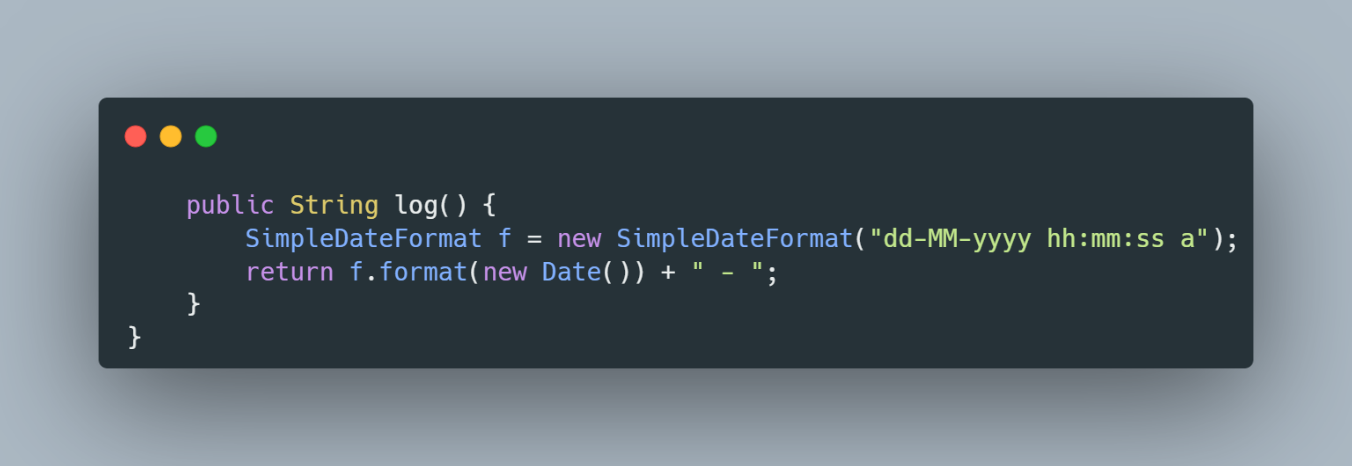 public String log() {
SimpleDateFormat f = new SimpleDateFormat("dd-MM-yyyy hh:mm:ss a");
return f.format(new Date()) + " - ";
}
}